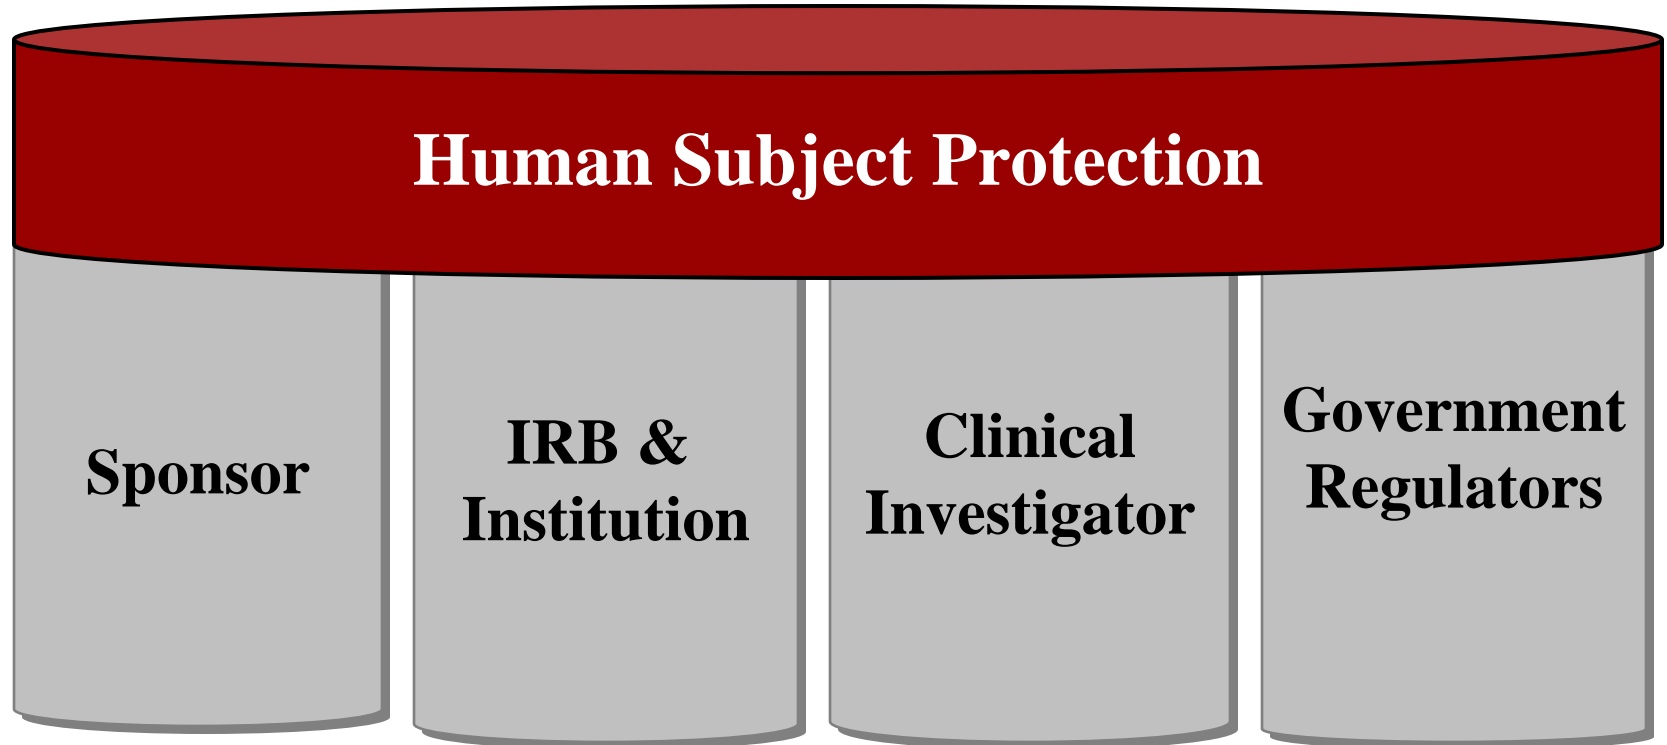 Human Subject Protection
Sponsor
IRB &
Institution
Clinical
Investigator
Government
Regulators